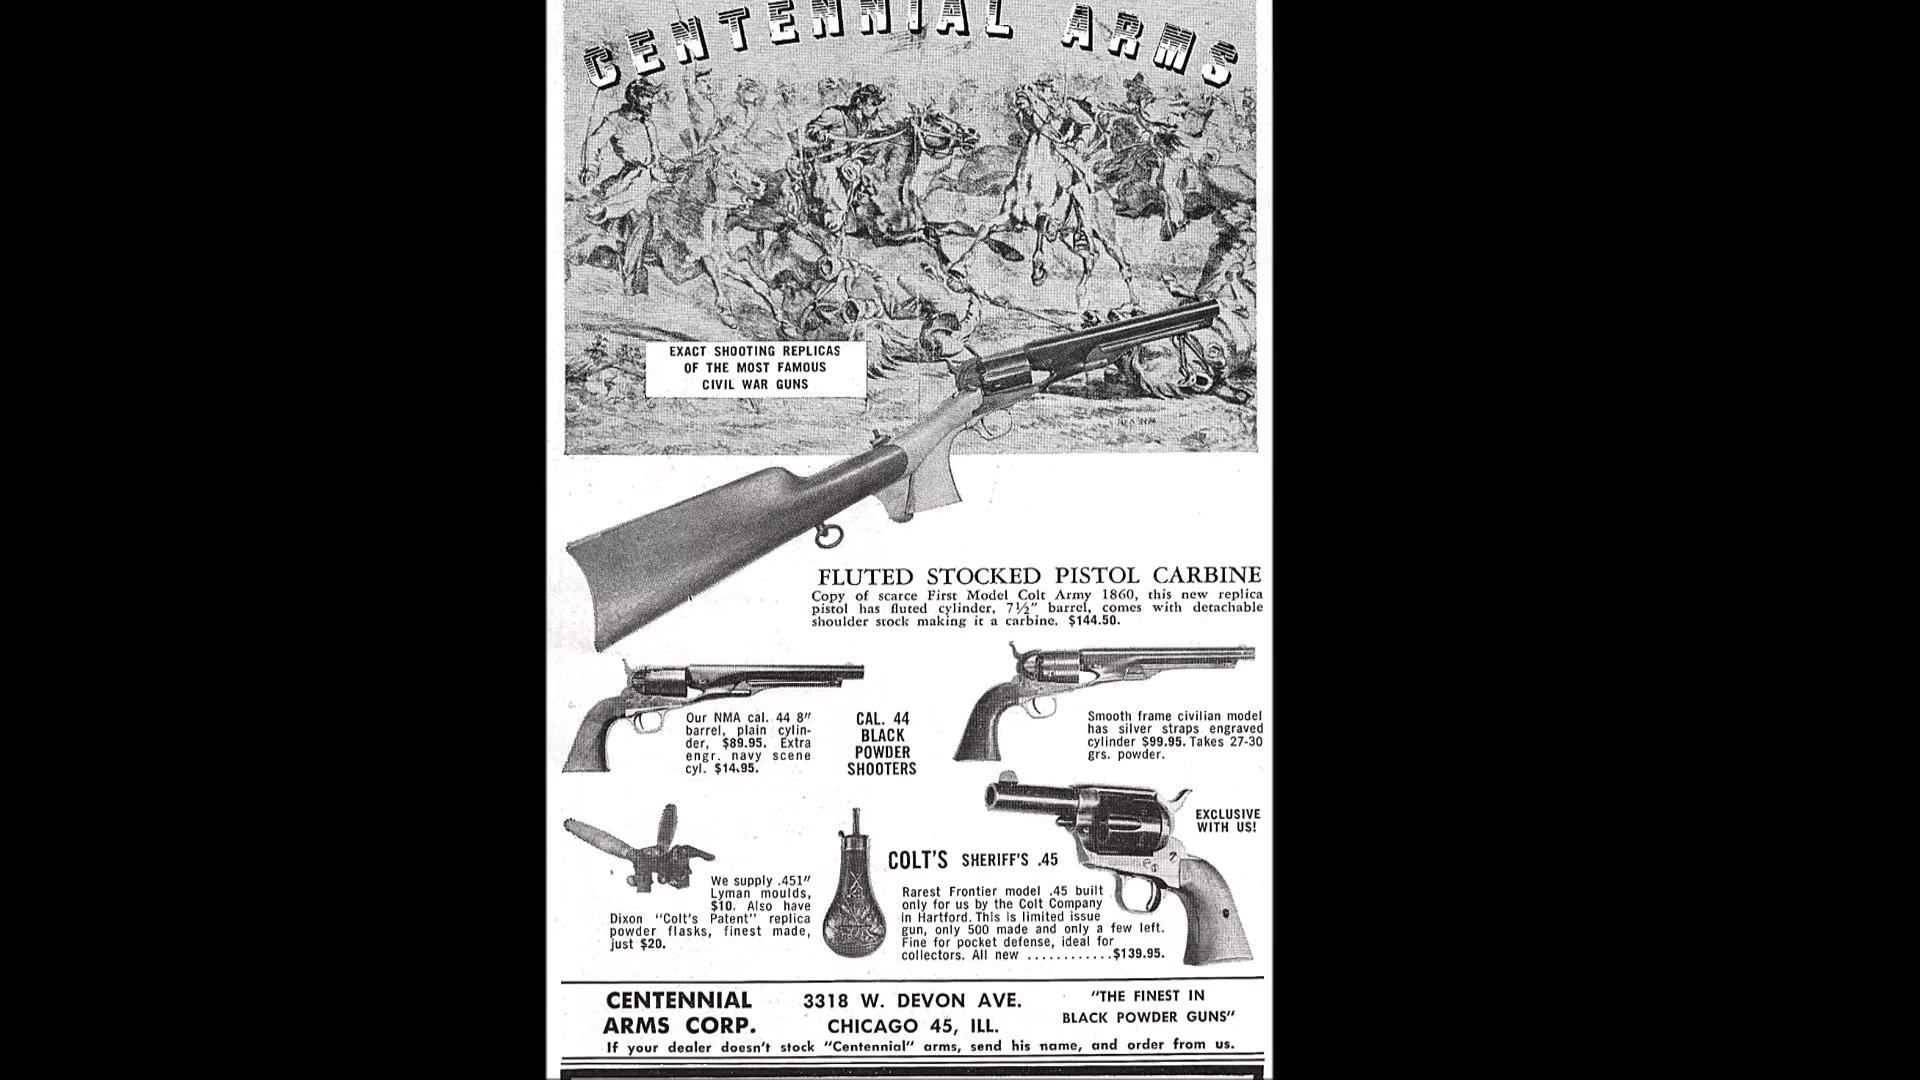 CENTENNIAL ARMS
EXACT SHOOTING REPLICAS
OF THE MOST FAMOUS
CIVIL WAR GUNS
FLUTED STOCKED PISTOL CARBINE
Copy of scarce First Model Colt Army 1860, this new replica
pistol has fluted cylinder, 7½" barrel, comes with detachable
shoulder stock making it a carbine. $144.50.
Our NMA cal. 44 8"
barrel, plain cylin-
der, $89.95. Extra
engr. navy scene
cyl. $14.95.
CAL. 44
BLACK
POWDER
SHOOTERS
Smooth frame civilian model
has silver straps engraved
cylinder $99.95. Takes 27-30
grs. powder.
We supply .451"
Lyman moulds,
$10. Also have
Dixon "Colt's Patent" replica
powder flasks, finest made,
just $20.
EXCLUSIVE
WITH US!
COLT'S SHERIFF'S .45
Rarest Frontier model .45 built
only for us by the Colt Company
in Hartford. This is limited issue
gun, only 500 made and only a few left.
Fine for pocket defense, ideal for
collectors. All new ............$139.95.
CENTENNIAL
ARMS CORP.
3318 W. DEVON AVE.
CHICAGO 45, ILL.
"THE FINEST IN
BLACK POWDER GUNS"
If your dealer doesn't stock "Centennial" arms, send his name, and order from us.